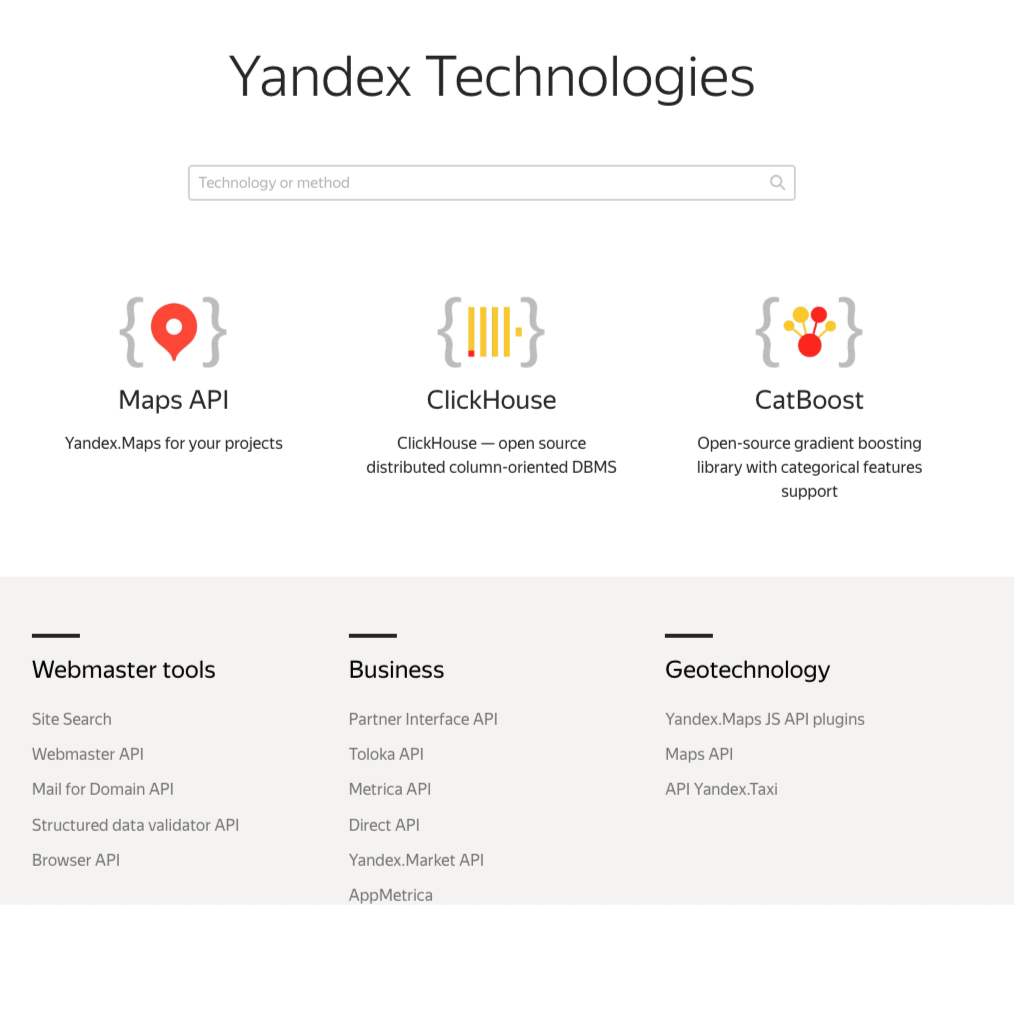 Yandex Technologies
Technology or method
Maps API
Yandex.Maps for your projects
ClickHouse
ClickHouse — open source
distributed column-oriented DBMS
CatBoost
Open-source gradient boosting
library with categorical features
support
Webmaster tools
Site Search
Webmaster API
Mail for Domain API
Structured data validator API
Browser API
Business
Partner Interface API
Toloka API
Metrica API
Direct API
Yandex.Market API
AppMetrica
Geotechnology
Yandex.Maps JS API plugins
Maps API
API Yandex.Taxi